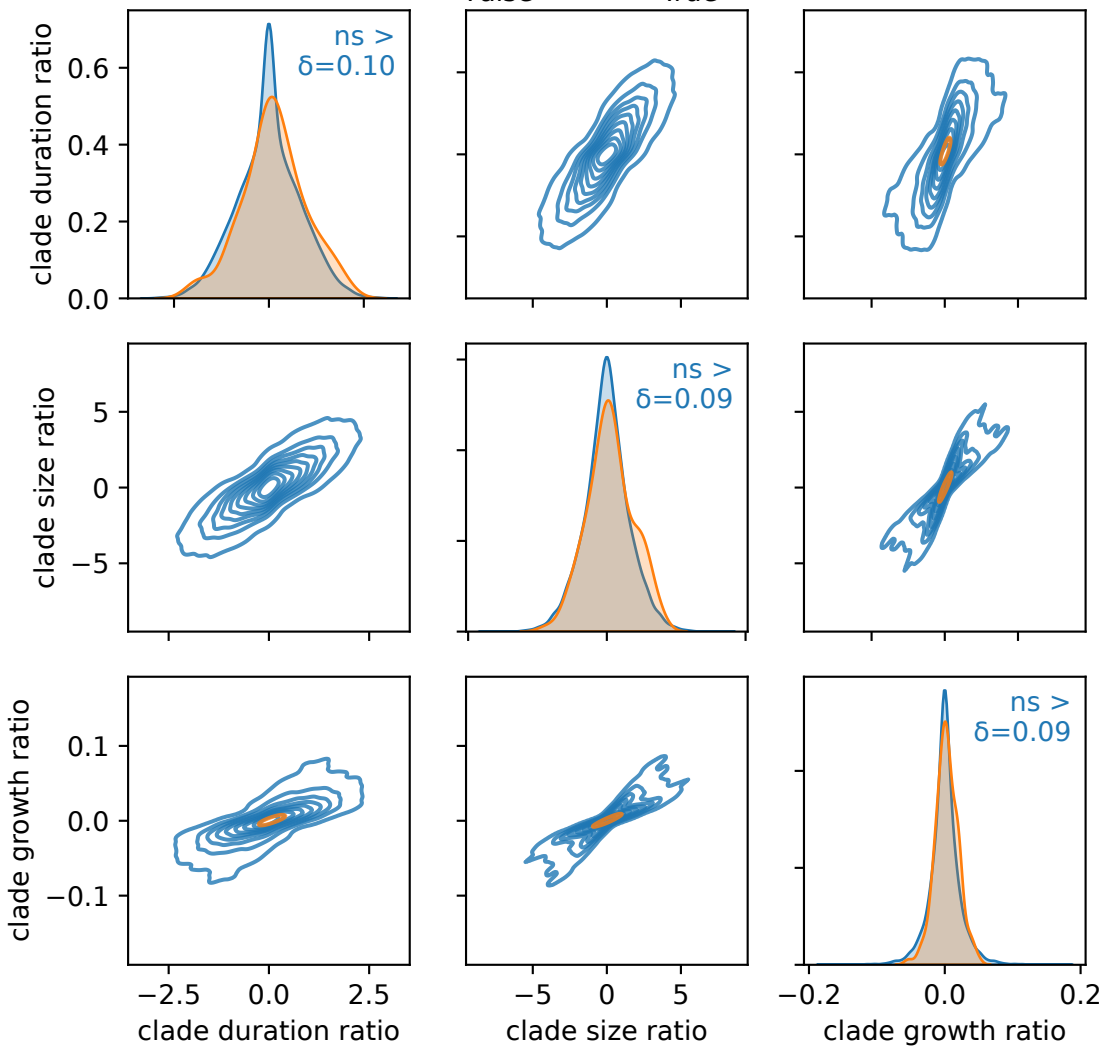 ns >
δ=0.10
clade duration ratio
0.6
0.4
0.2
0.0
ns >
δ=0.09
clade size ratio
5
0
−5
ns >
δ=0.09
clade growth ratio
0.1
0.0
−0.1
−2.5 0.0 2.5
−5 0 5
−0.2 0.0 0.2
clade duration ratio
clade size ratio
clade growth ratio